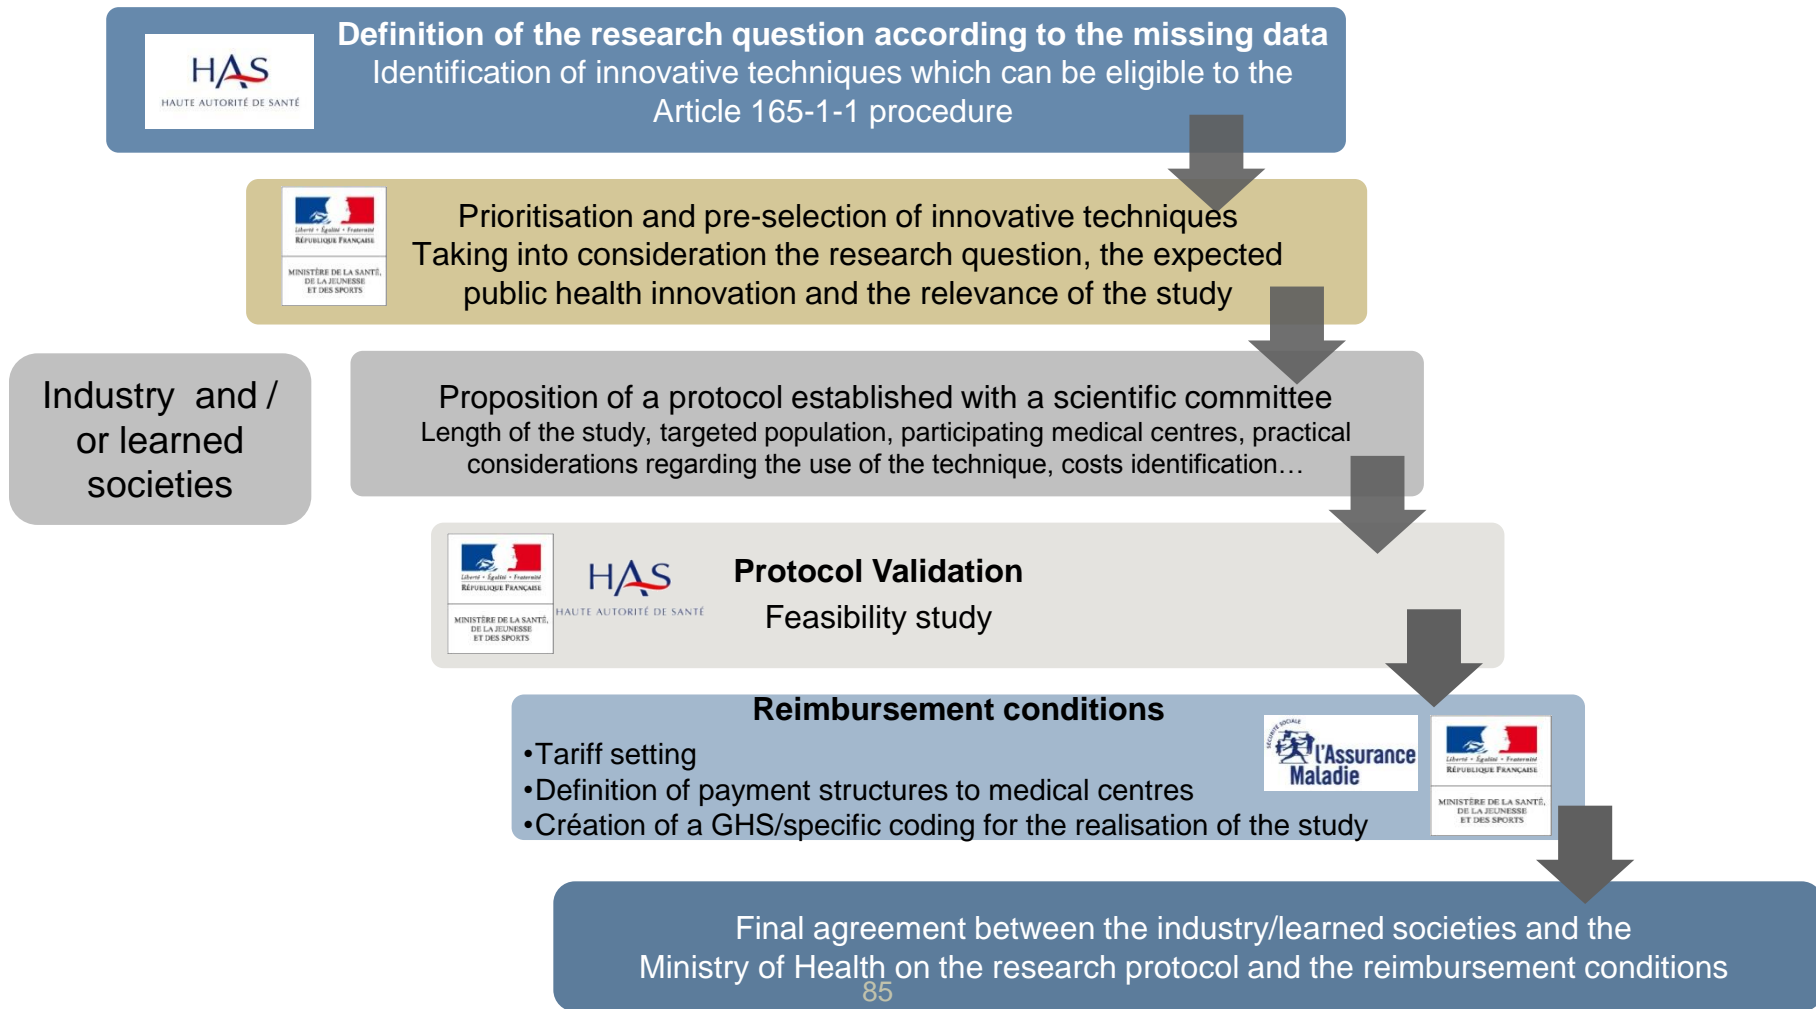 HAS
HAUTE AUTORITÉ DE SANTÉ
Definition of the research question according to the missing data
Identification of innovative techniques which can be eligible to the
Article 165-1-1 procedure
Liberté • Égalité • Fraternité
RÉPUBLIQUE FRANÇAISE
MINISTÈRE DE LA SANTÉ,
DE LA JEUNESSE
ET DES SPORTS
Prioritisation and pre-selection of innovative techniques
Taking into consideration the research question, the expected
public health innovation and the relevance of the study
Industry and /
or learned
societies
Proposition of a protocol established with a scientific committee
Length of the study, targeted population, participating medical centres, practical
considerations regarding the use of the technique, costs identification…
Liberté • Égalité • Fraternité
RÉPUBLIQUE FRANÇAISE
MINISTÈRE DE LA SANTÉ,
DE LA JEUNESSE
ET DES SPORTS
HAS
HAUTE AUTORITÉ DE SANTÉ
Protocol Validation
Feasibility study
Reimbursement conditions
•Tariff setting
•Definition of payment structures to medical centres
•Création of a GHS/specific coding for the realisation of the study
SÉCURITÉ SOCIALE
l'Assurance
Maladie
Liberté • Égalité • Fraternité
RÉPUBLIQUE FRANÇAISE
MINISTÈRE DE LA SANTÉ,
DE LA JEUNESSE
ET DES SPORTS
Final agreement between the industry/learned societies and the
Ministry of Health on the research protocol and the reimbursement conditions
85